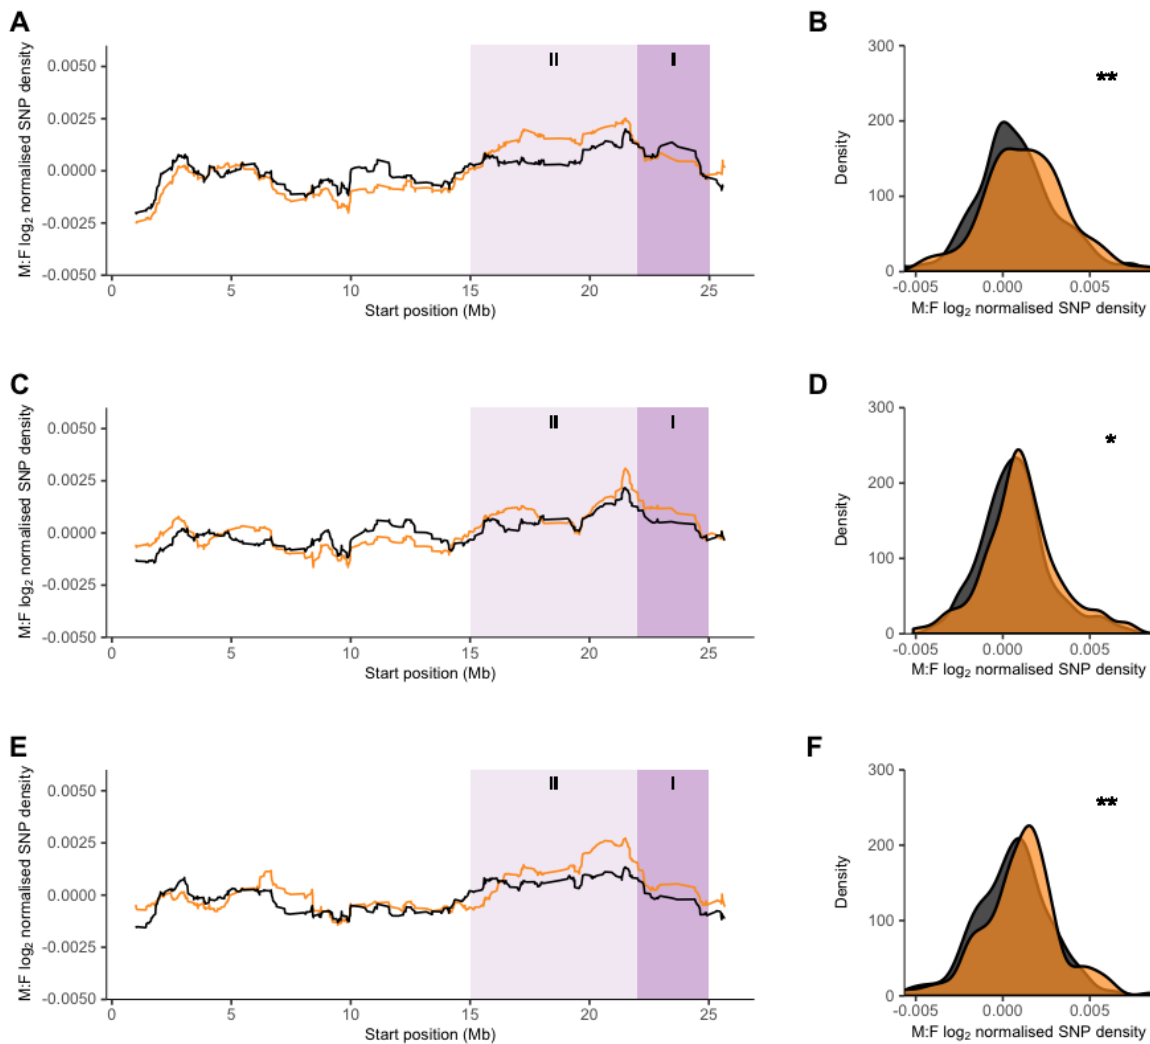 A
M:F log₂ normalised SNP density
0.0050
0.0025
0.0000
-0.0025
-0.0050
II
I
0
5
10
15
20
25
Start position (Mb)
B
Density
300
200
100
0
**
-0.005
0.000
0.005
M:F log₂ normalised SNP density
C
M:F log₂ normalised SNP density
0.0050
0.0025
0.0000
-0.0025
-0.0050
II
I
0
5
10
15
20
25
Start position (Mb)
D
Density
300
200
100
0
*
-0.005
0.000
0.005
M:F log₂ normalised SNP density
E
M:F log₂ normalised SNP density
0.0050
0.0025
0.0000
-0.0025
-0.0050
II
I
0
5
10
15
20
25
Start position (Mb)
F
Density
300
200
100
0
**
-0.005
0.000
0.005
M:F log₂ normalised SNP density